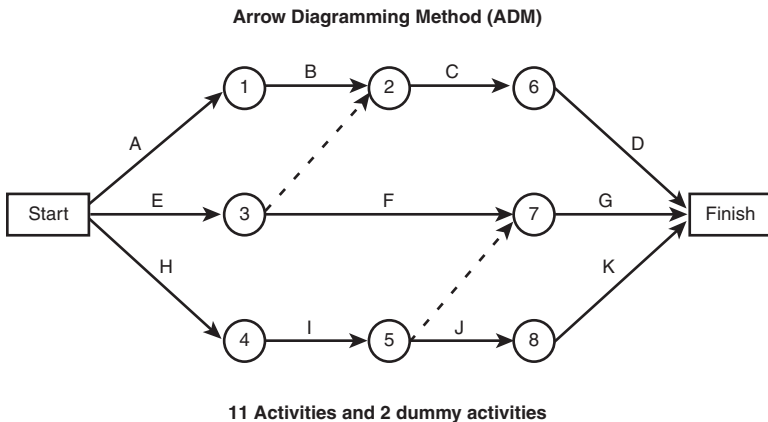 Arrow Diagramming Method (ADM)
B
C
1
2
6
A
D
E
F
G
Start
3
7
Finish
H
K
I
J
4
5
8
11 Activities and 2 dummy activities